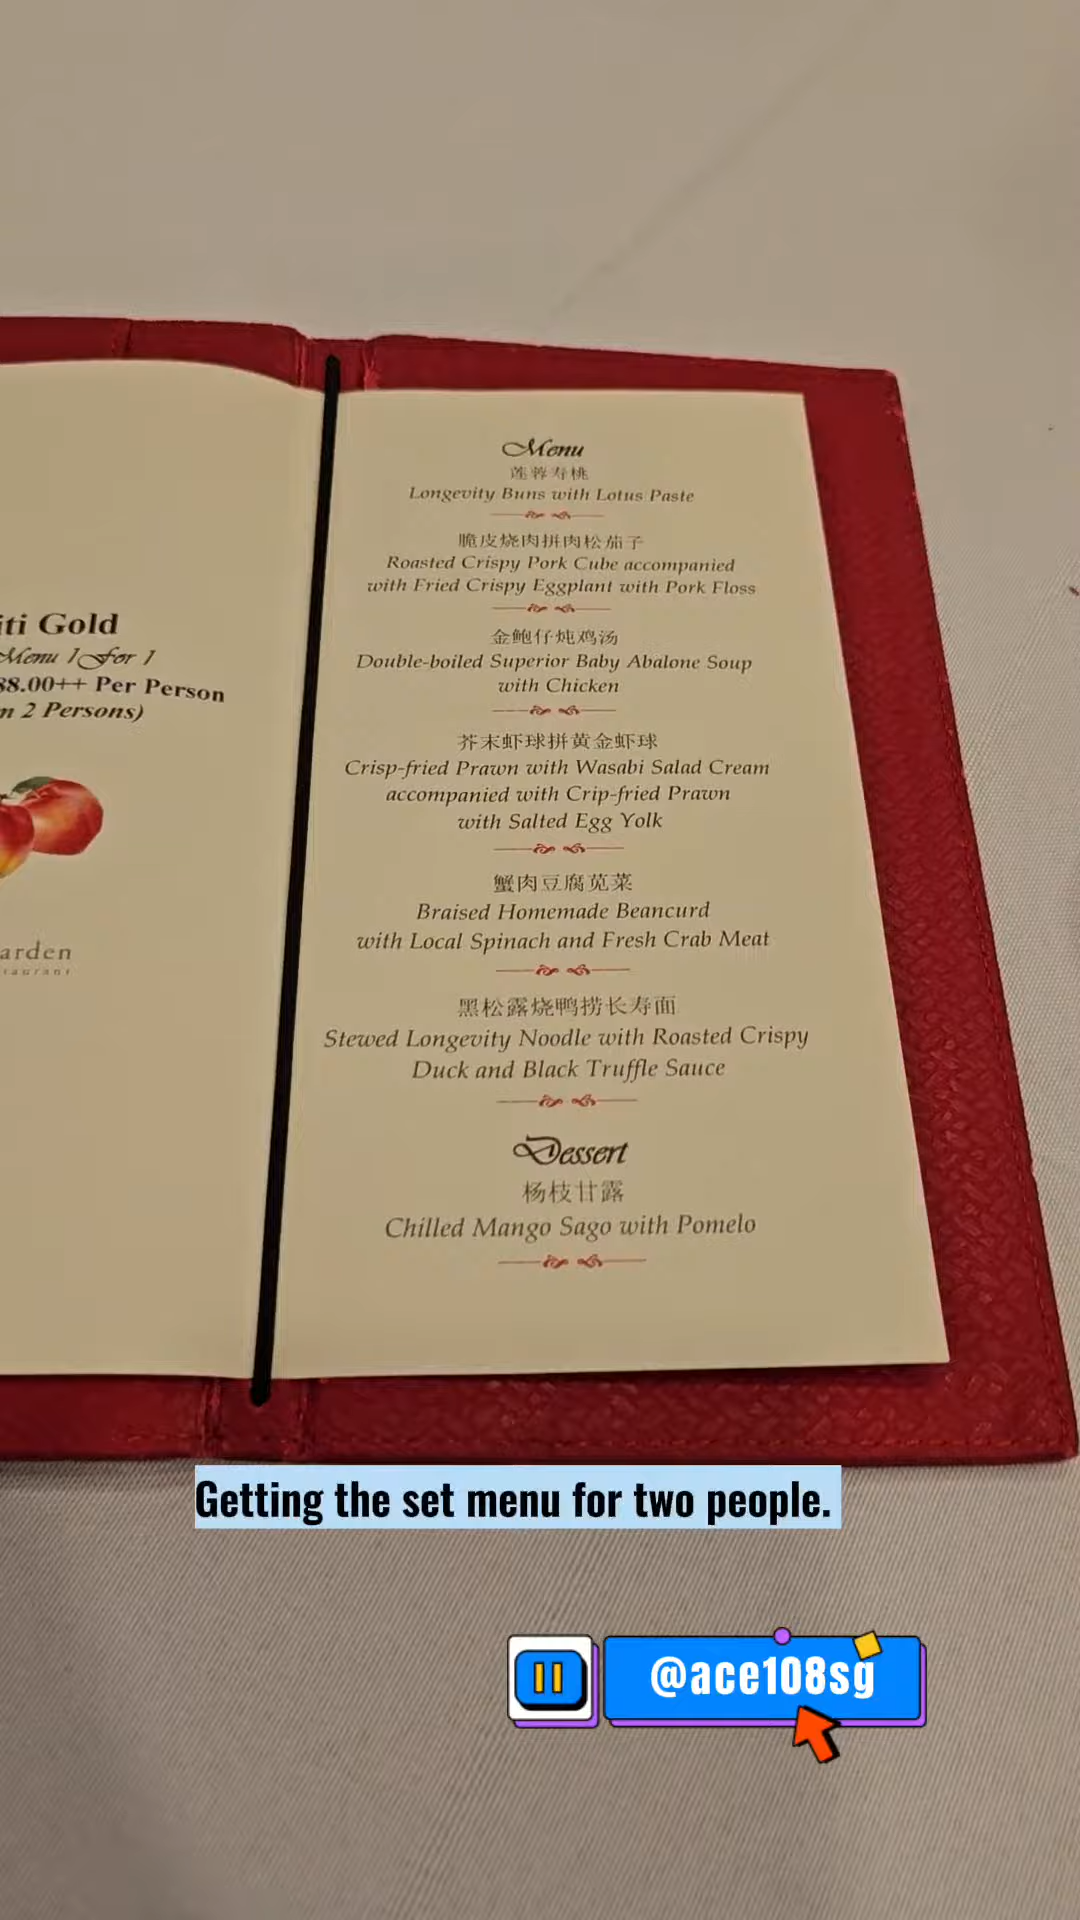 iti Gold
Menu 1 For 1
88.00++ Per Person
m 2 Persons)
arden
taurant
Menu
莲蓉寿桃
Longevity Buns with Lotus Paste
脆皮烧肉拼肉松茄子
Roasted Crispy Pork Cube accompanied
with Fried Crispy Eggplant with Pork Floss
金鲍仔炖鸡汤
Double-boiled Superior Baby Abalone Soup
with Chicken
芥末虾球拼黄金虾球
Crisp-fried Prawn with Wasabi Salad Cream
accompanied with Crip-fried Prawn
with Salted Egg Yolk
蟹肉豆腐苋菜
Braised Homemade Beancurd
with Local Spinach and Fresh Crab Meat
黑松露烧鸭捞长寿面
Stewed Longevity Noodle with Roasted Crispy
Duck and Black Truffle Sauce
Dessert
杨枝甘露
Chilled Mango Sago with Pomelo
Getting the set menu for two people.
@ace108sg